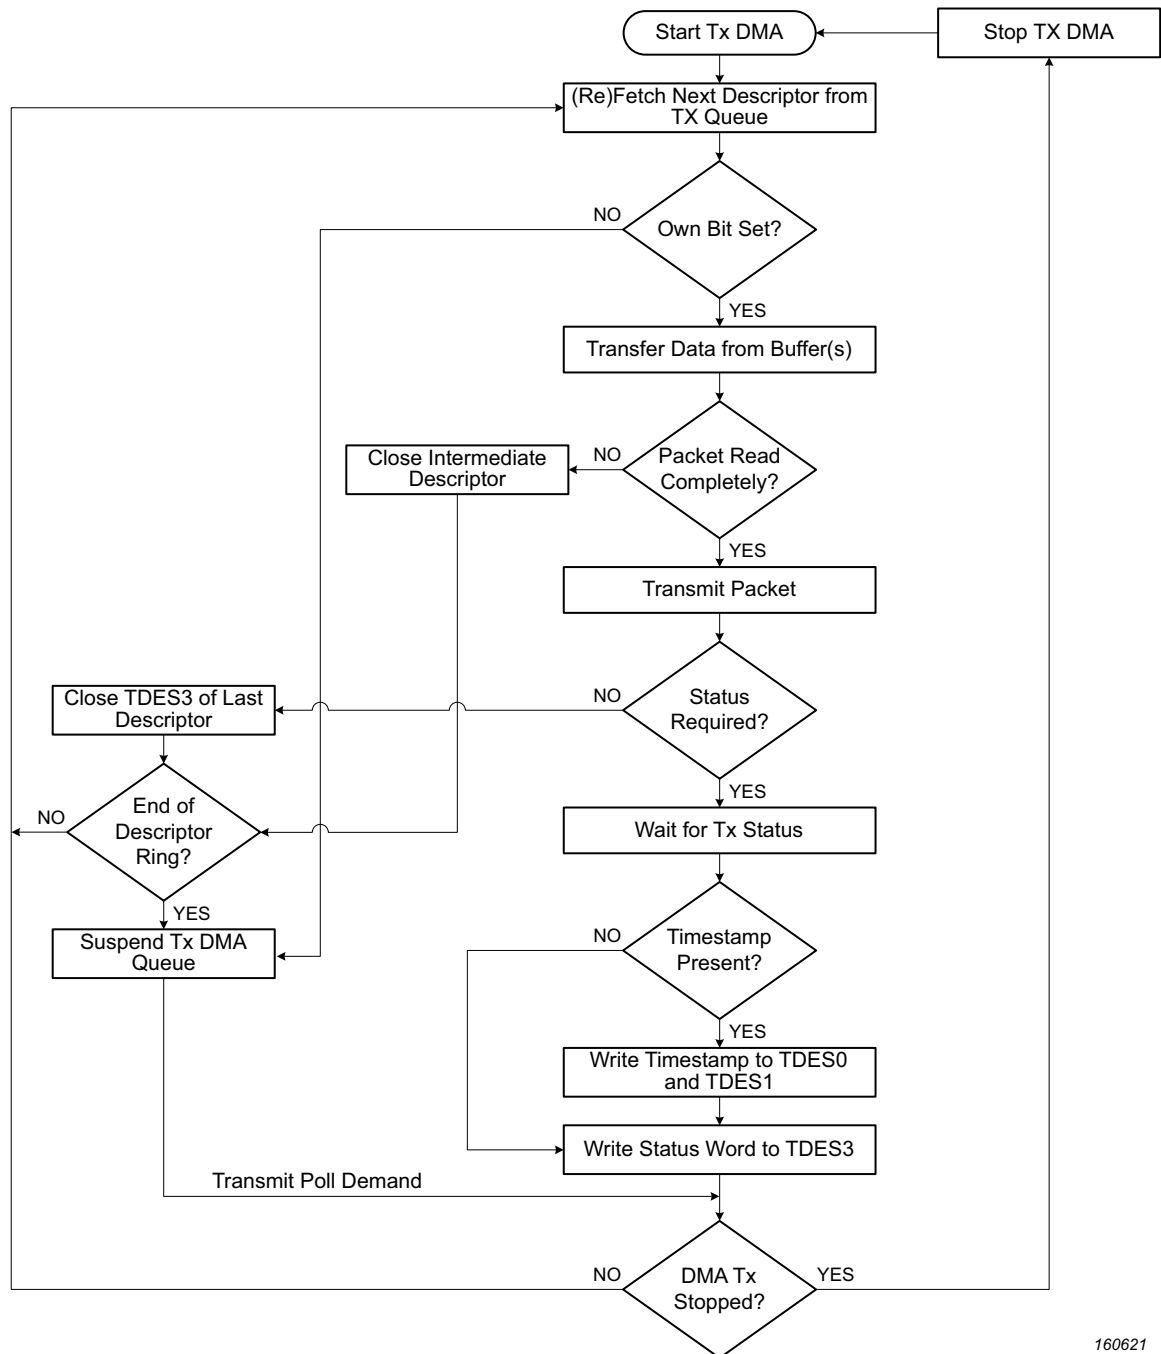 Start Tx DMA
Stop TX DMA
(Re)Fetch Next Descriptor from
TX Queue
NO
Own Bit Set?
YES
Transfer Data from Buffer(s)
Close Intermediate
Descriptor
NO
Packet Read
Completely?
YES
Transmit Packet
Close TDES3 of Last
Descriptor
NO
Status
Required?
YES
NO
End of
Descriptor
Ring?
Wait for Tx Status
YES
Suspend Tx DMA
Queue
NO
Timestamp
Present?
YES
Write Timestamp to TDES0
and TDES1
Write Status Word to TDES3
Transmit Poll Demand
NO
DMA Tx
Stopped?
YES
160621